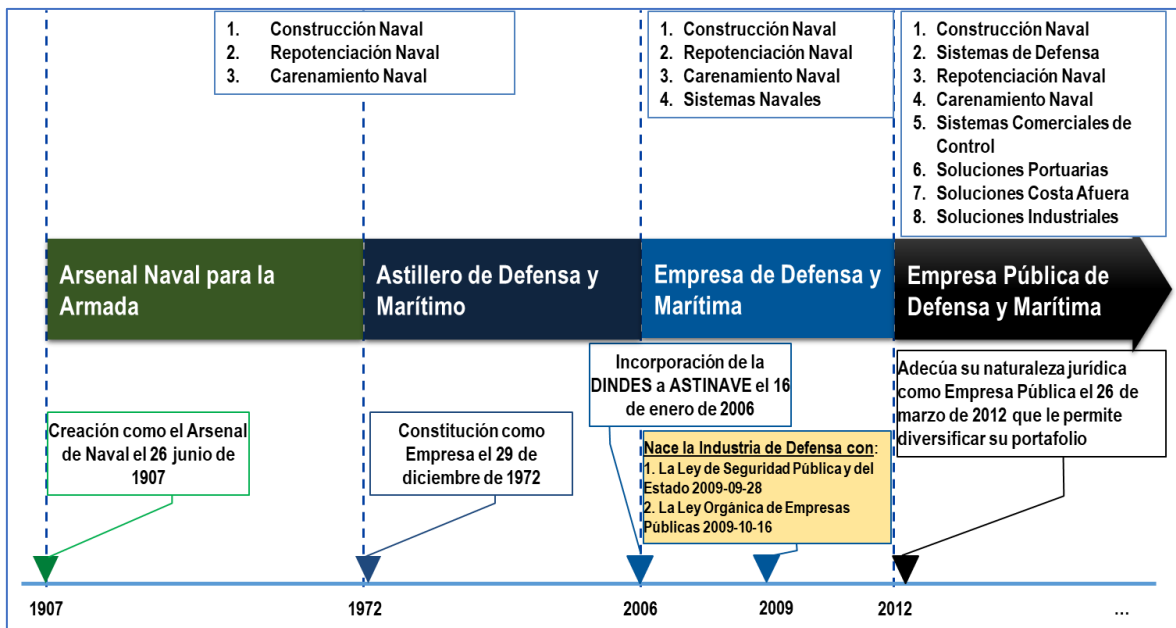 1. Construcción Naval
2. Repotenciación Naval
3. Carenamiento Naval
1. Construcción Naval
2. Repotenciación Naval
3. Carenamiento Naval
4. Sistemas Navales
1. Construcción Naval
2. Sistemas de Defensa
3. Repotenciación Naval
4. Carenamiento Naval
5. Sistemas Comerciales de
Control
6. Soluciones Portuarias
7. Soluciones Costa Afuera
8. Soluciones Industriales
Arsenal Naval para la
Armada
Astillero de Defensa y
Marítimo
Empresa de Defensa y
Marítima
Empresa Pública de
Defensa y Marítima
Creación como el Arsenal
de Naval el 26 junio de
1907
Constitución como
Empresa el 29 de
diciembre de 1972
Incorporación de la
DINDES a ASTINAVE el 16
de enero de 2006
Nace la Industria de Defensa con:
1. La Ley de Seguridad Pública y del
Estado 2009-09-28
2. La Ley Orgánica de Empresas
Públicas 2009-10-16
Adecúa su naturaleza jurídica
como Empresa Pública el 26 de
marzo de 2012 que le permite
diversificar su portafolio
1907
1972
2006
2009
2012
...